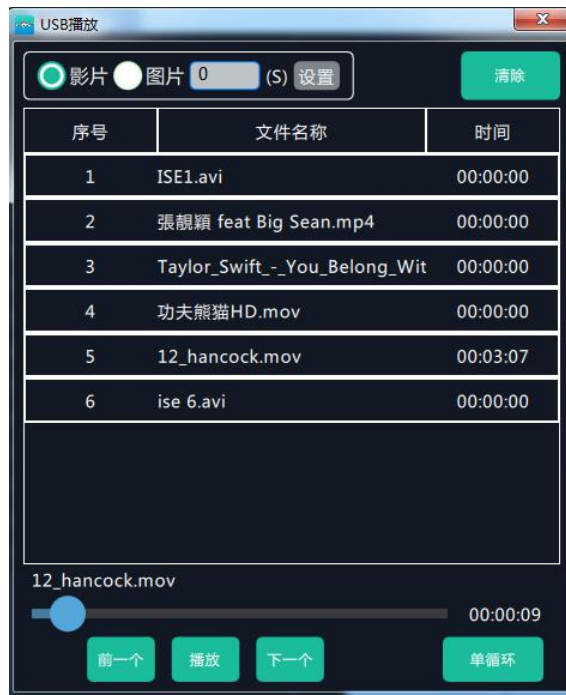 USB播放
影片 图片 0 (S) 设置 清除
序号 文件名称 时间
1 ISE1.avi 00:00:00
2 張靚穎 feat Big Sean.mp4 00:00:00
3 Taylor_Swift_-_You_Belong_Wit 00:00:00
4 功夫熊猫HD.mov 00:00:00
5 12_hancock.mov 00:03:07
6 ise 6.avi 00:00:00
12_hancock.mov
00:00:09
前一个 播放 下一个 单循环